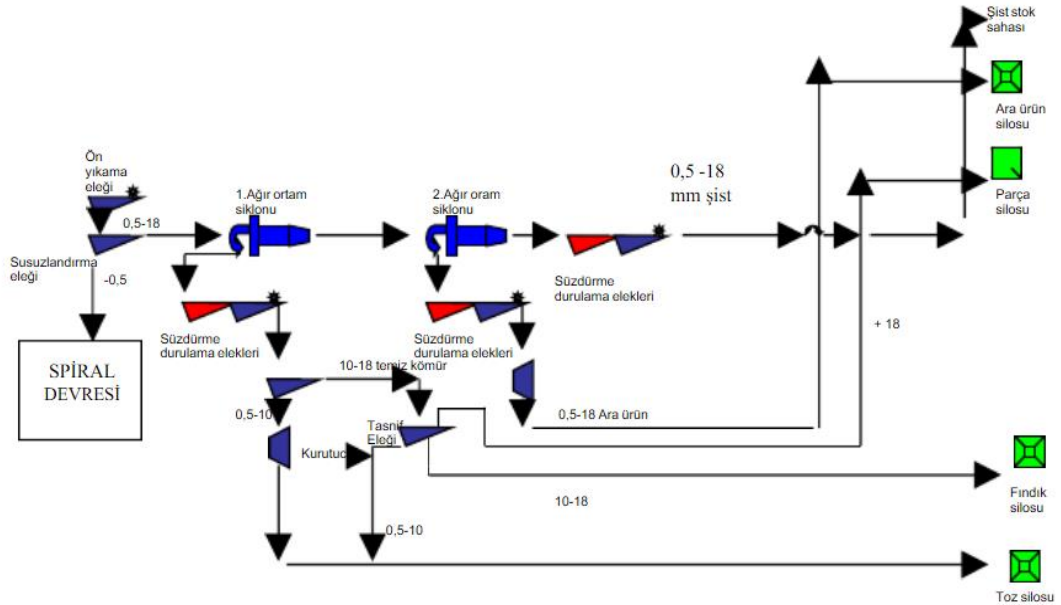 Şist stok
sahası
Ara ürün
silosu
Parça
silosu
Ön
yıkama
eleği
0,5-18
1.Ağır ortam
siklonu
2.Ağır oram
siklonu
0,5 -18
mm şist
Susuzlandırma
eleği
-0,5
Süzdürme
durulama elekleri
Süzdürme
durulama elekleri
Süzdürme
durulama elekleri
+ 18
SPİRAL
DEVRESİ
10-18 temiz kömür
0,5-10
Tasnif
Eleği
0,5-18 Ara ürün
Kurutuc
10-18
Fındık
silosu
0,5-10
Toz silosu